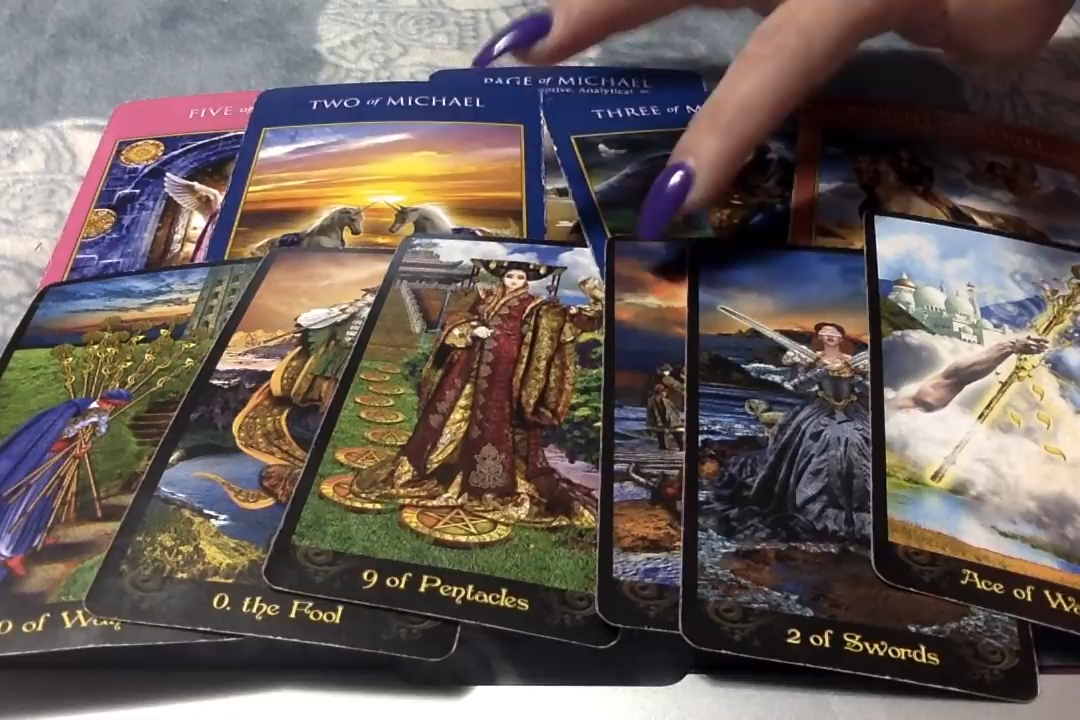 PAGE of MICHAEL
TWO of MICHAEL
THREE of
FIVE
9 of Pentacles
0. the Fool
2 of Swords
Ace of
of